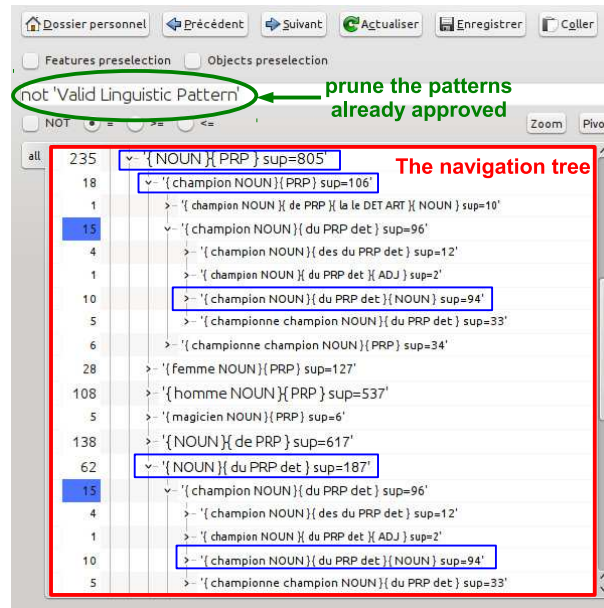 Dossier personnel Précédent Suivant Actualiser Enregistrer Coller
Features preselection Objects preselection
not 'Valid Linguistic Pattern'
prune the patterns
already approved
NOT = >= <= Zoom Pivo
all
The navigation tree
235 '{ NOUN }{ PRP } sup=805'
18 '{ champion NOUN }{ PRP } sup=106'
1 '{ champion NOUN }{ de PRP }{ la le DET ART }{ NOUN } sup=10'
15 '{ champion NOUN }{ du PRP det } sup=96'
4 '{ champion NOUN }{ des du PRP det } sup=12'
1 '{ champion NOUN }{ du PRP det }{ ADJ } sup=2'
10 '{ champion NOUN }{ du PRP det }{ NOUN } sup=94'
5 '{ championne champion NOUN }{ du PRP det } sup=33'
6 '{ championne champion NOUN }{ PRP } sup=34'
28 '{ femme NOUN }{ PRP } sup=127'
108 '{ homme NOUN }{ PRP } sup=537'
5 '{ magicien NOUN }{ PRP } sup=6'
138 '{ NOUN }{ de PRP } sup=617'
62 '{ NOUN }{ du PRP det } sup=187'
15 '{ champion NOUN }{ du PRP det } sup=96'
4 '{ champion NOUN }{ des du PRP det } sup=12'
1 '{ champion NOUN }{ du PRP det }{ ADJ } sup=2'
10 '{ champion NOUN }{ du PRP det }{ NOUN } sup=94'
5 '{ championne champion NOUN }{ du PRP det } sup=33'